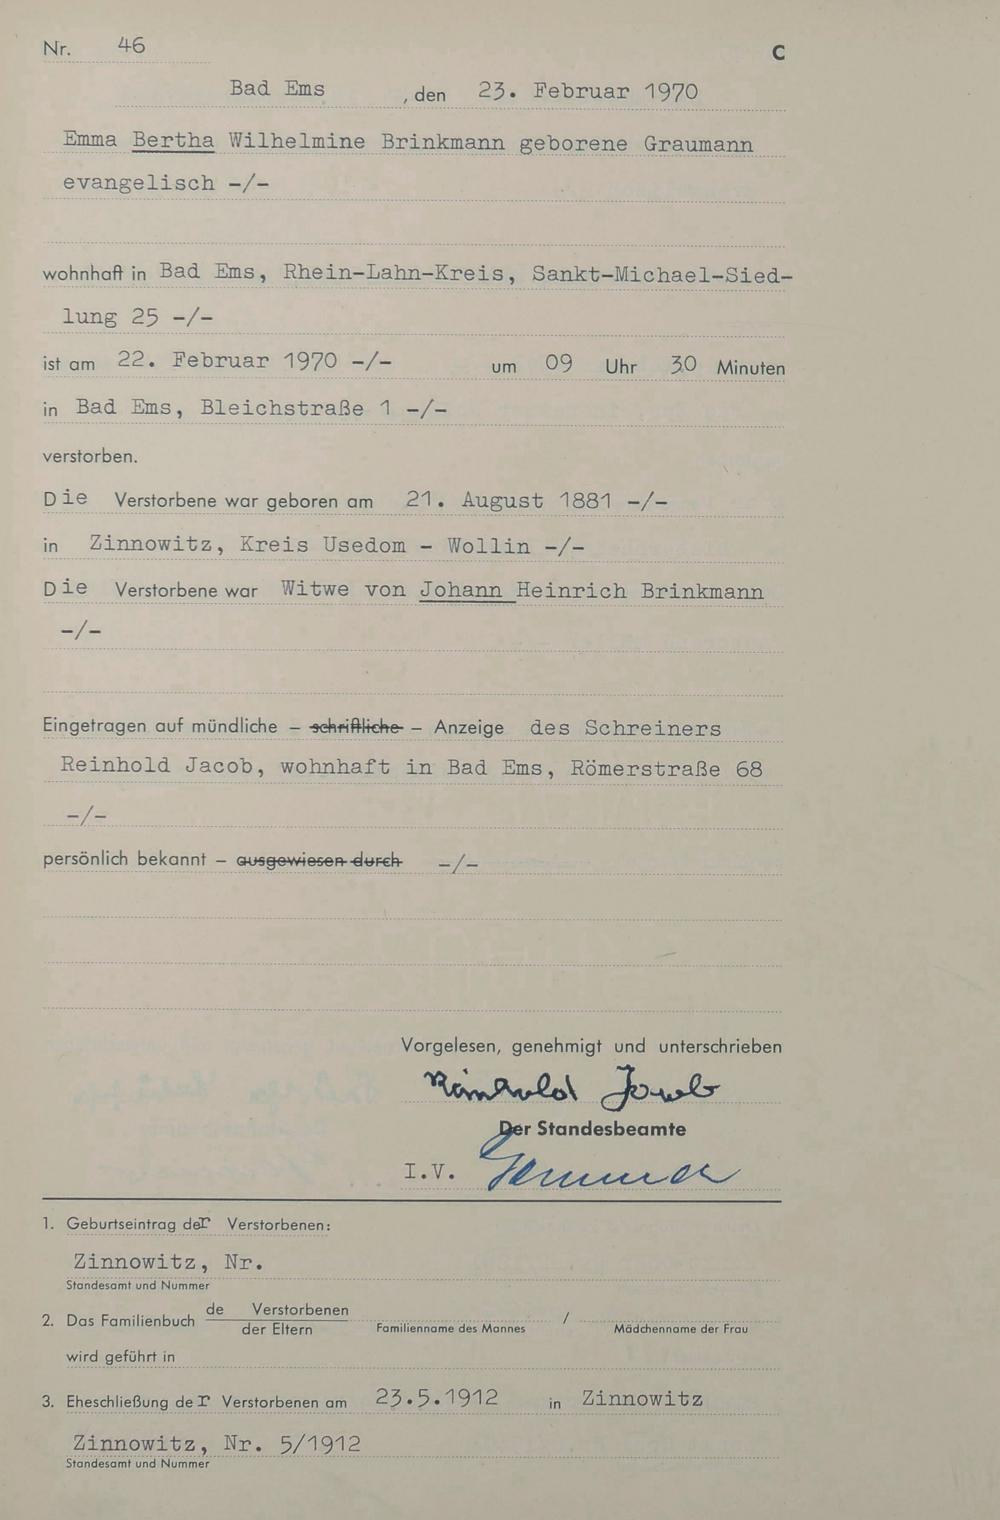 Nr. 46
C
Bad Ems , den 23. Februar 1970
Emma Bertha Wilhelmine Brinkmann geborene Graumann
evangelisch -/-
wohnhaft in Bad Ems, Rhein-Lahn-Kreis, Sankt-Michael-Sied-
lung 25 -/-
ist am 22. Februar 1970 -/- um 09 Uhr 30 Minuten
in Bad Ems, Bleichstraße 1 -/-
verstorben.
Die Verstorbene war geboren am 21. August 1881 -/-
in Zinnowitz, Kreis Usedom - Wollin -/-
Die Verstorbene war Witwe von Johann Heinrich Brinkmann
-/-
Eingetragen auf mündliche – schriftliche – Anzeige des Schreiners
Reinhold Jacob, wohnhaft in Bad Ems, Römerstraße 68
-/-
persönlich bekannt – ausgewiesen durch -/-
Vorgelesen, genehmigt und unterschrieben
Reinhold Jacob
Der Standesbeamte
I.V.
1. Geburtseintrag der Verstorbenen:
Zinnowitz, Nr.
Standesamt und Nummer
2. Das Familienbuch de Verstorbenen
der Eltern
/
Familienname des Mannes Mädchenname der Frau
wird geführt in
3. Eheschließung der Verstorbenen am 23.5.1912 in Zinnowitz
Zinnowitz, Nr. 5/1912
Standesamt und Nummer